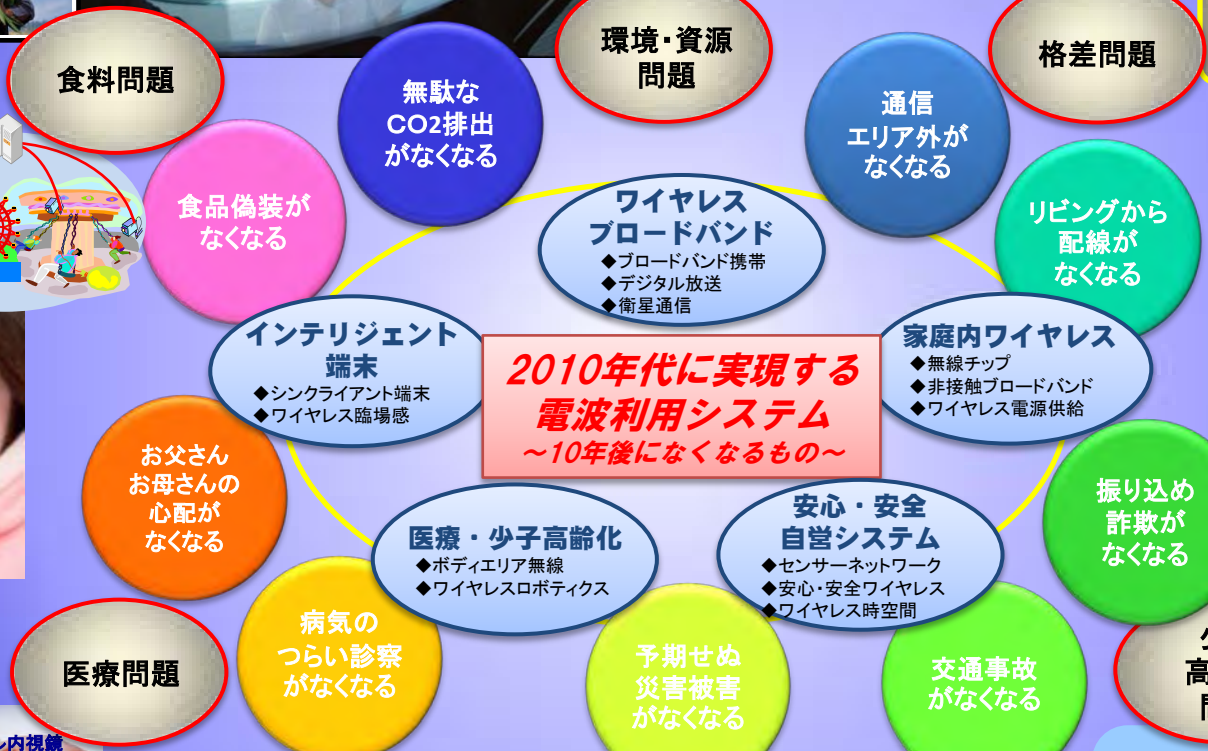 食料問題
環境・資源
問題
格差問題
無駄な
CO2排出
がなくなる
通信
エリア外が
なくなる
食品偽装が
なくなる
リビングから
配線が
なくなる
ワイヤレス
ブロードバンド
◆ブロードバンド携帯
◆デジタル放送
◆衛星通信
インテリジェント
端末
◆シンクライアント端末
◆ワイヤレス臨場感
2010年代に実現する
電波利用システム
～10年後になくなるもの～
家庭内ワイヤレス
◆無線チップ
◆非接触ブロードバンド
◆ワイヤレス電源供給
お父さん
お母さんの
心配が
なくなる
振り込め
詐欺が
なくなる
医療・少子高齢化
◆ボディエリア無線
◆ワイヤレスロボティクス
安心・安全
自営システム
◆センサーネットワーク
◆安心・安全ワイヤレス
◆ワイヤレス時空間
病気の
つらい診察
がなくなる
予期せぬ
災害被害
がなくなる
交通事故
がなくなる
医療問題
高
内視鏡